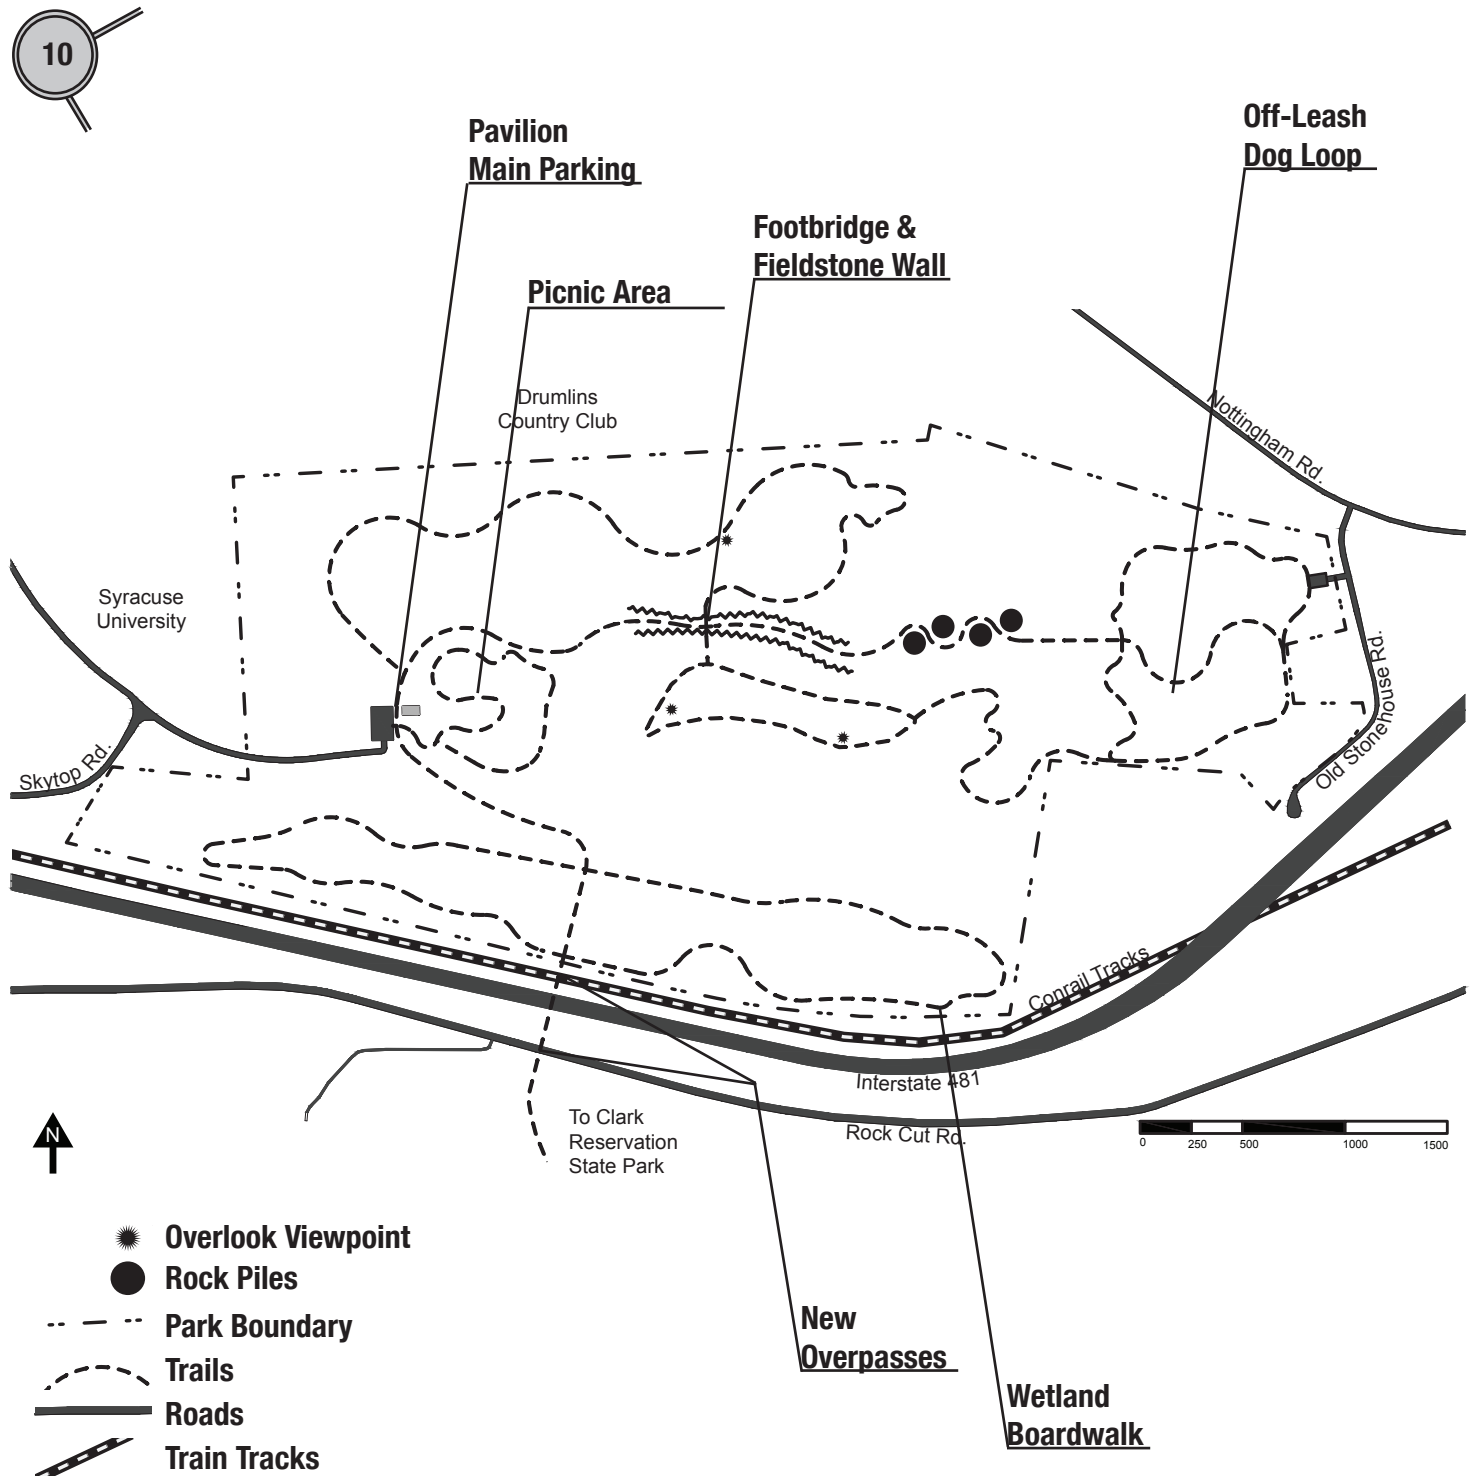 10
Pavilion
Main Parking
Off-Leash
Dog Loop
Footbridge &
Fieldstone Wall
Picnic Area
Drumlins
Country Club
Nottingham Rd.
Syracuse
University
Old Stonehouse Rd.
Skytop Rd.
Conrail Tracks
Interstate 481
Rock Cut Rd.
To Clark
Reservation
State Park
N
0 250 500 1000 1500
Overlook Viewpoint
Rock Piles
Park Boundary
Trails
Roads
Train Tracks
New
Overpasses
Wetland
Boardwalk